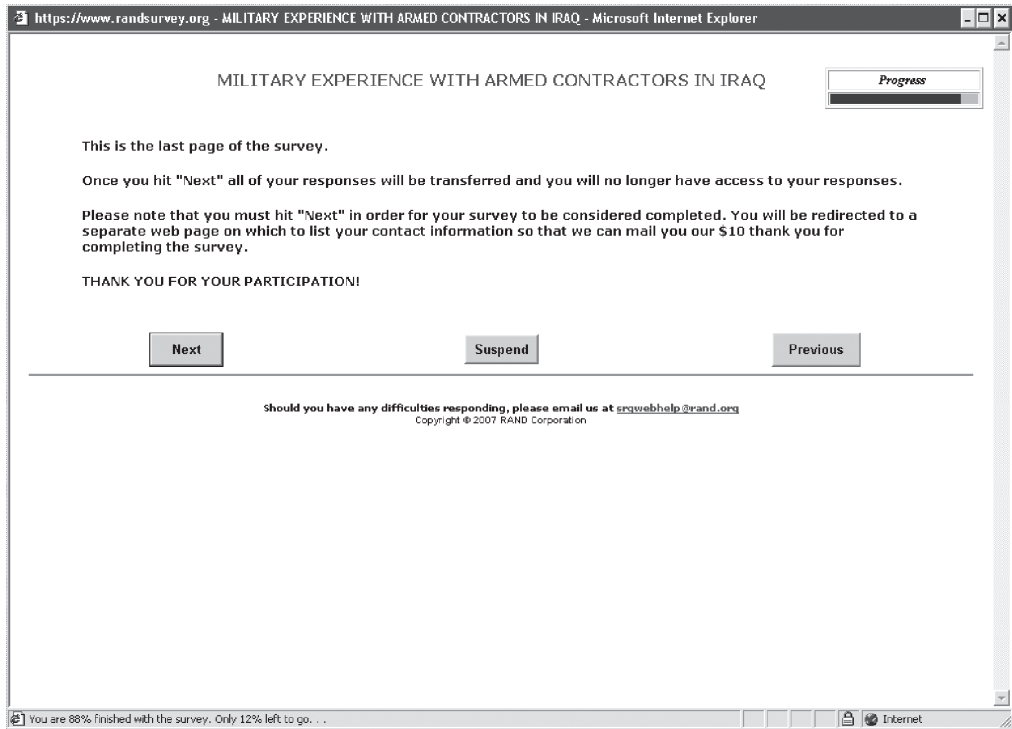 https://www.randsurvey.org - MILITARY EXPERIENCE WITH ARMED CONTRACTORS IN IRAQ - Microsoft Internet Explorer
MILITARY EXPERIENCE WITH ARMED CONTRACTORS IN IRAQ
Progress
This is the last page of the survey.
Once you hit "Next" all of your responses will be transferred and you will no longer have access to your responses.
Please note that you must hit "Next" in order for your survey to be considered completed. You will be redirected to a
separate web page on which to list your contact information so that we can mail you our $10 thank you for
completing the survey.
THANK YOU FOR YOUR PARTICIPATION!
Next Suspend Previous
Should you have any difficulties responding, please email us at srgwebhelp@rand.org
Copyright © 2007 RAND Corporation
You are 88% finished with the survey. Only 12% left to go. . .
Internet